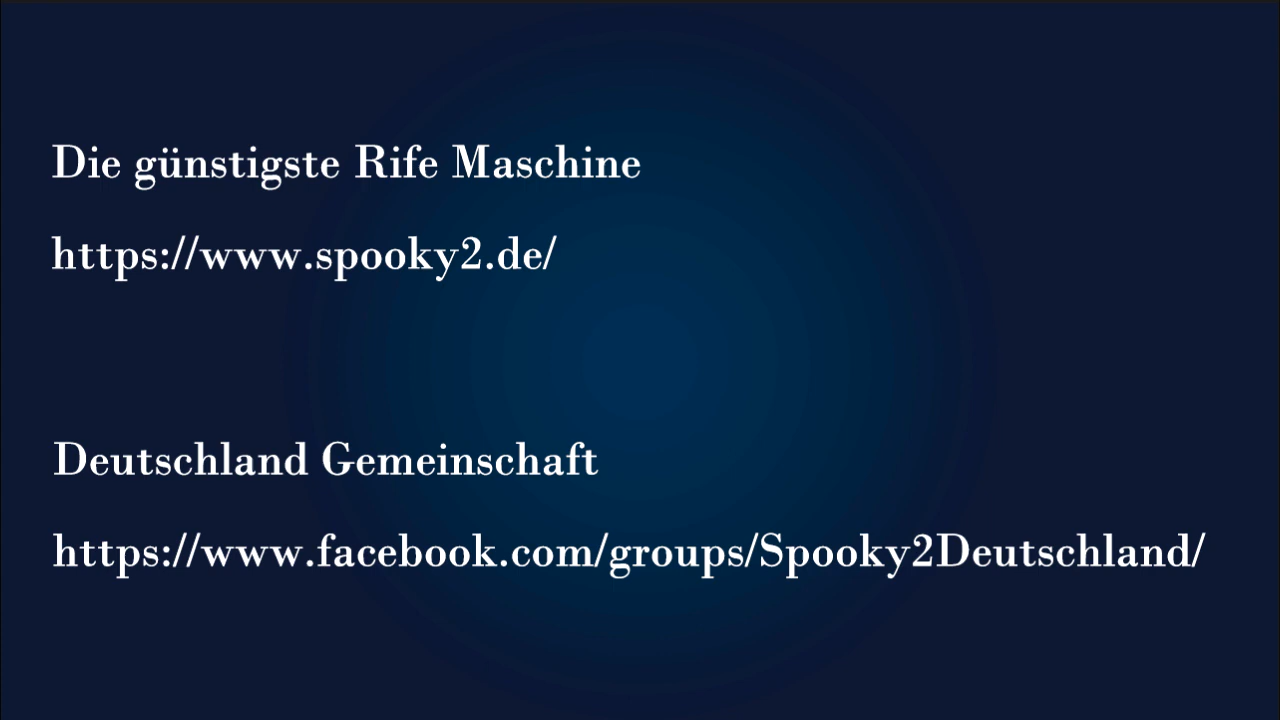 Die günstigste Rife Maschine
https://www.spooky2.de/
Deutschland Gemeinschaft
https://www.facebook.com/groups/Spooky2Deutschland/